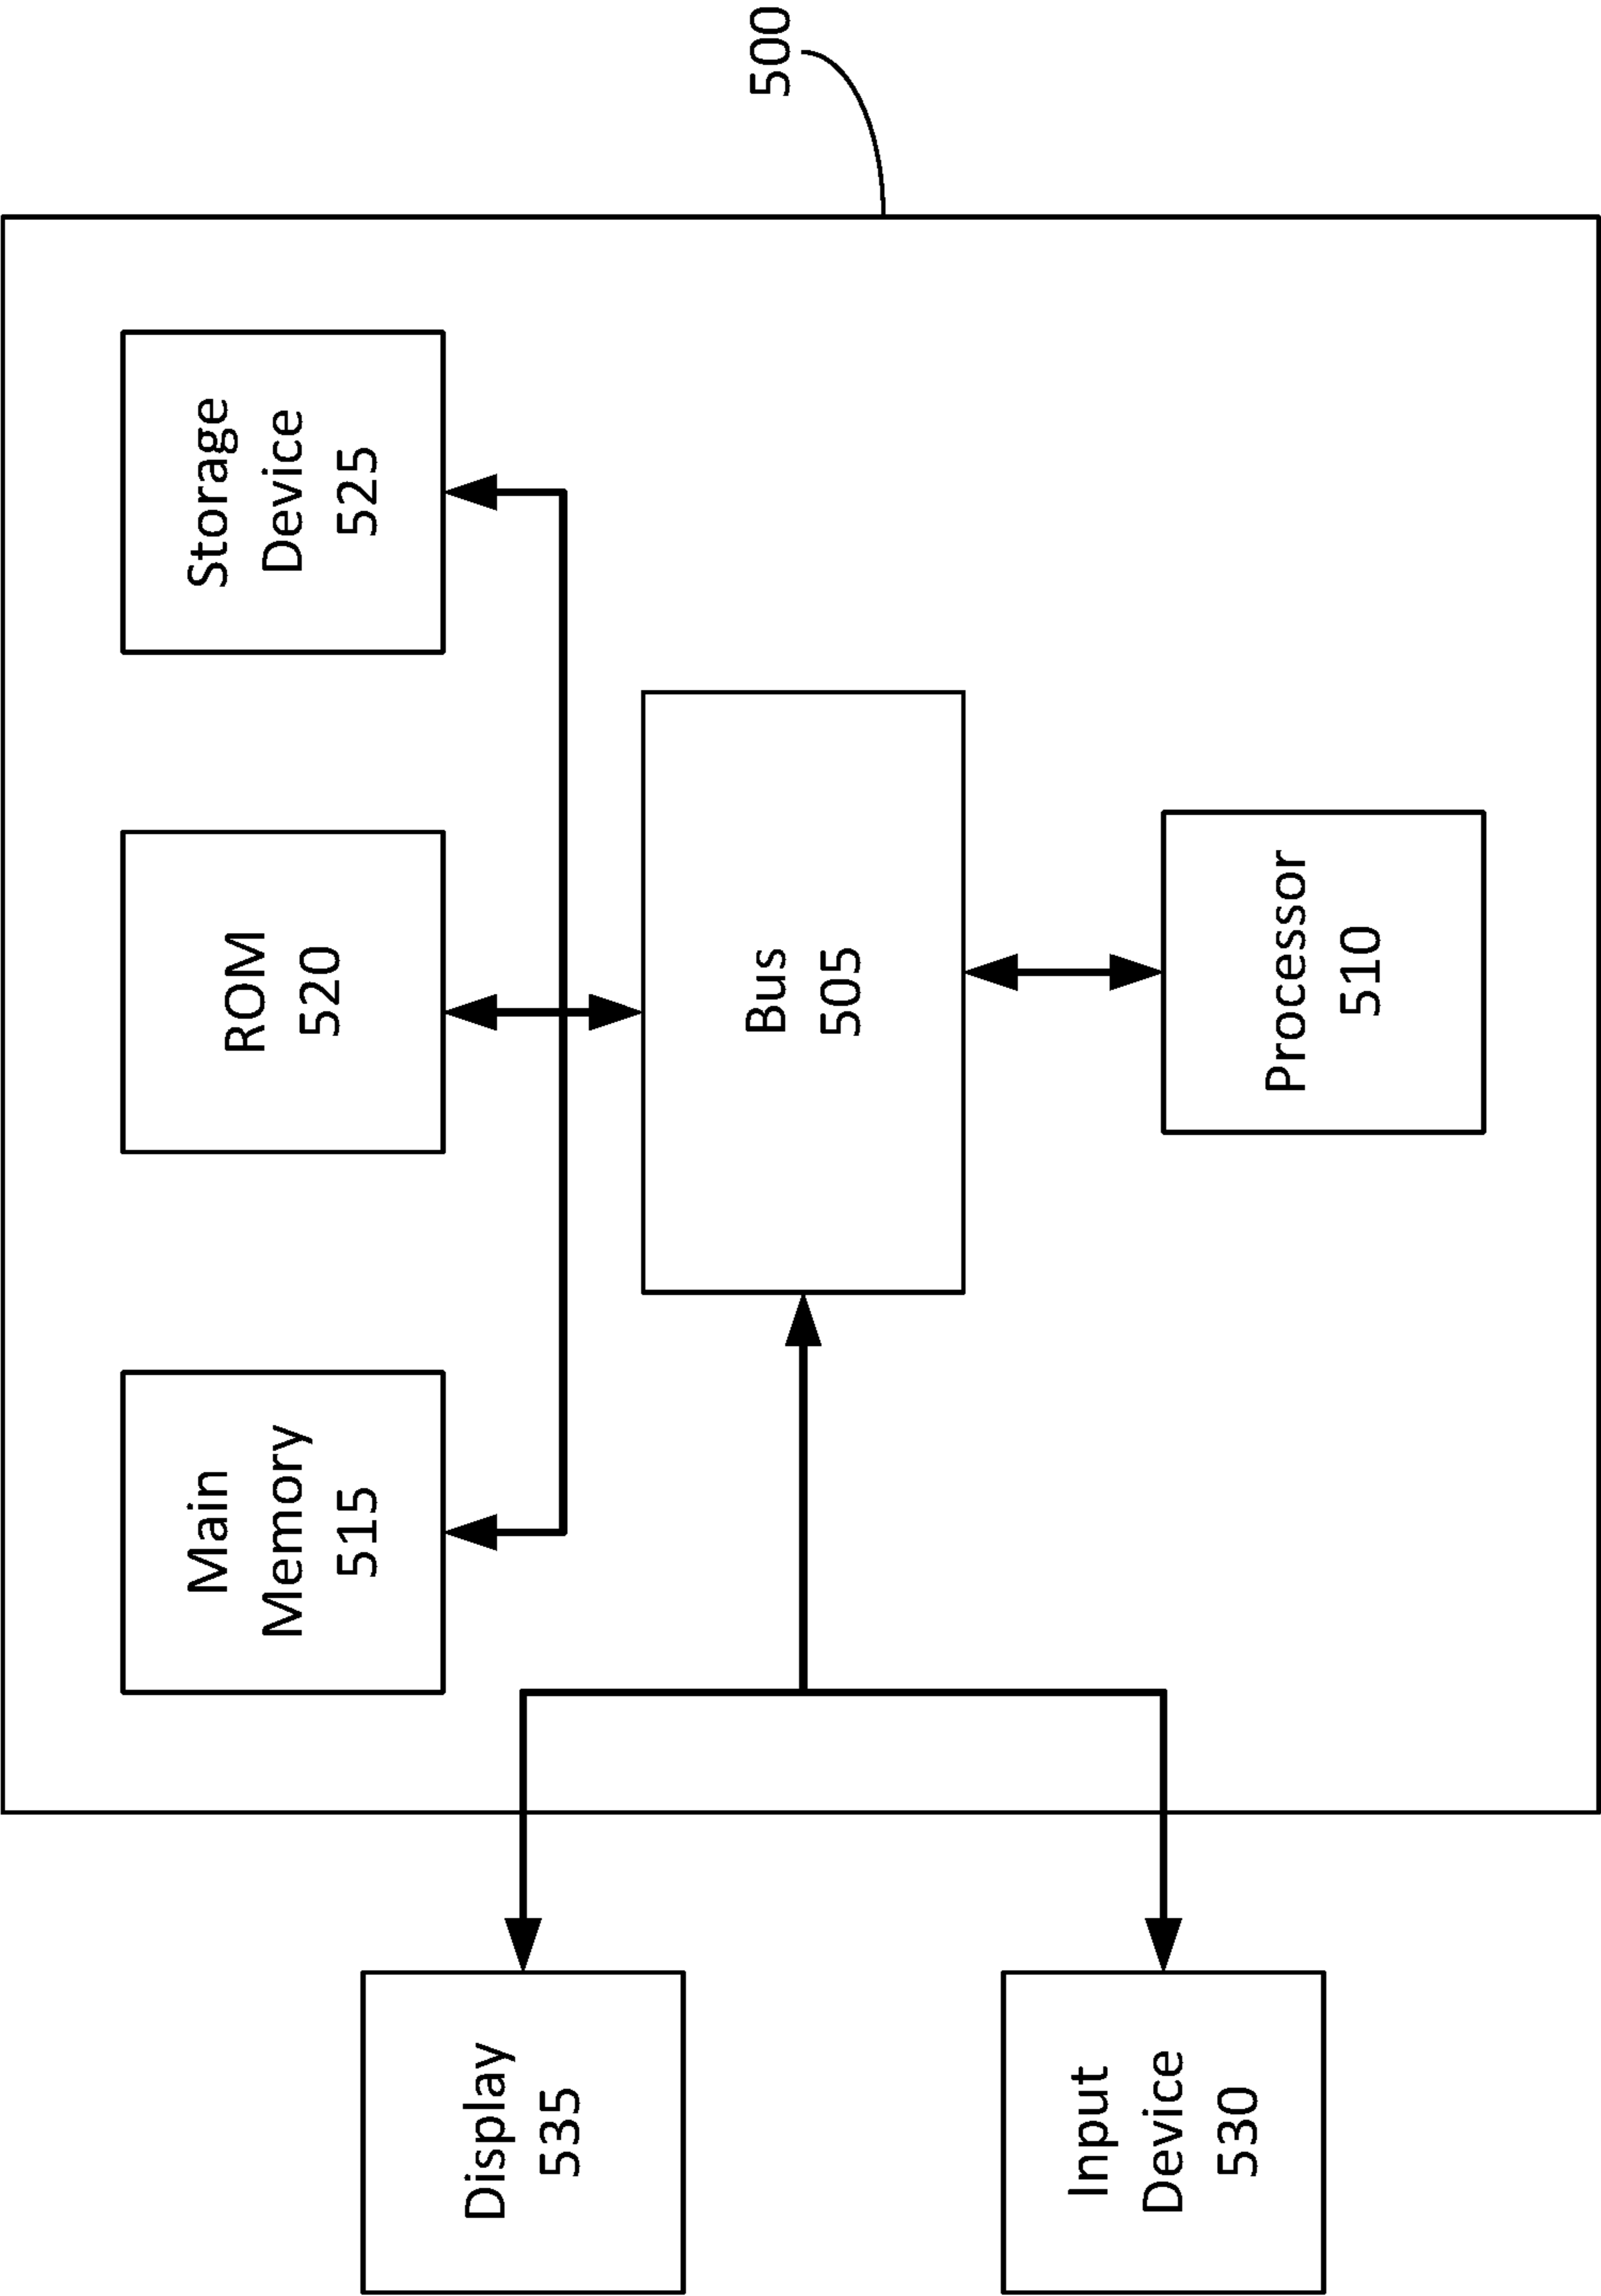 Main
Memory
515
ROM
520
Storage
Device
525
Display
535
Bus
505
500
Input
Device
530
Processor
510